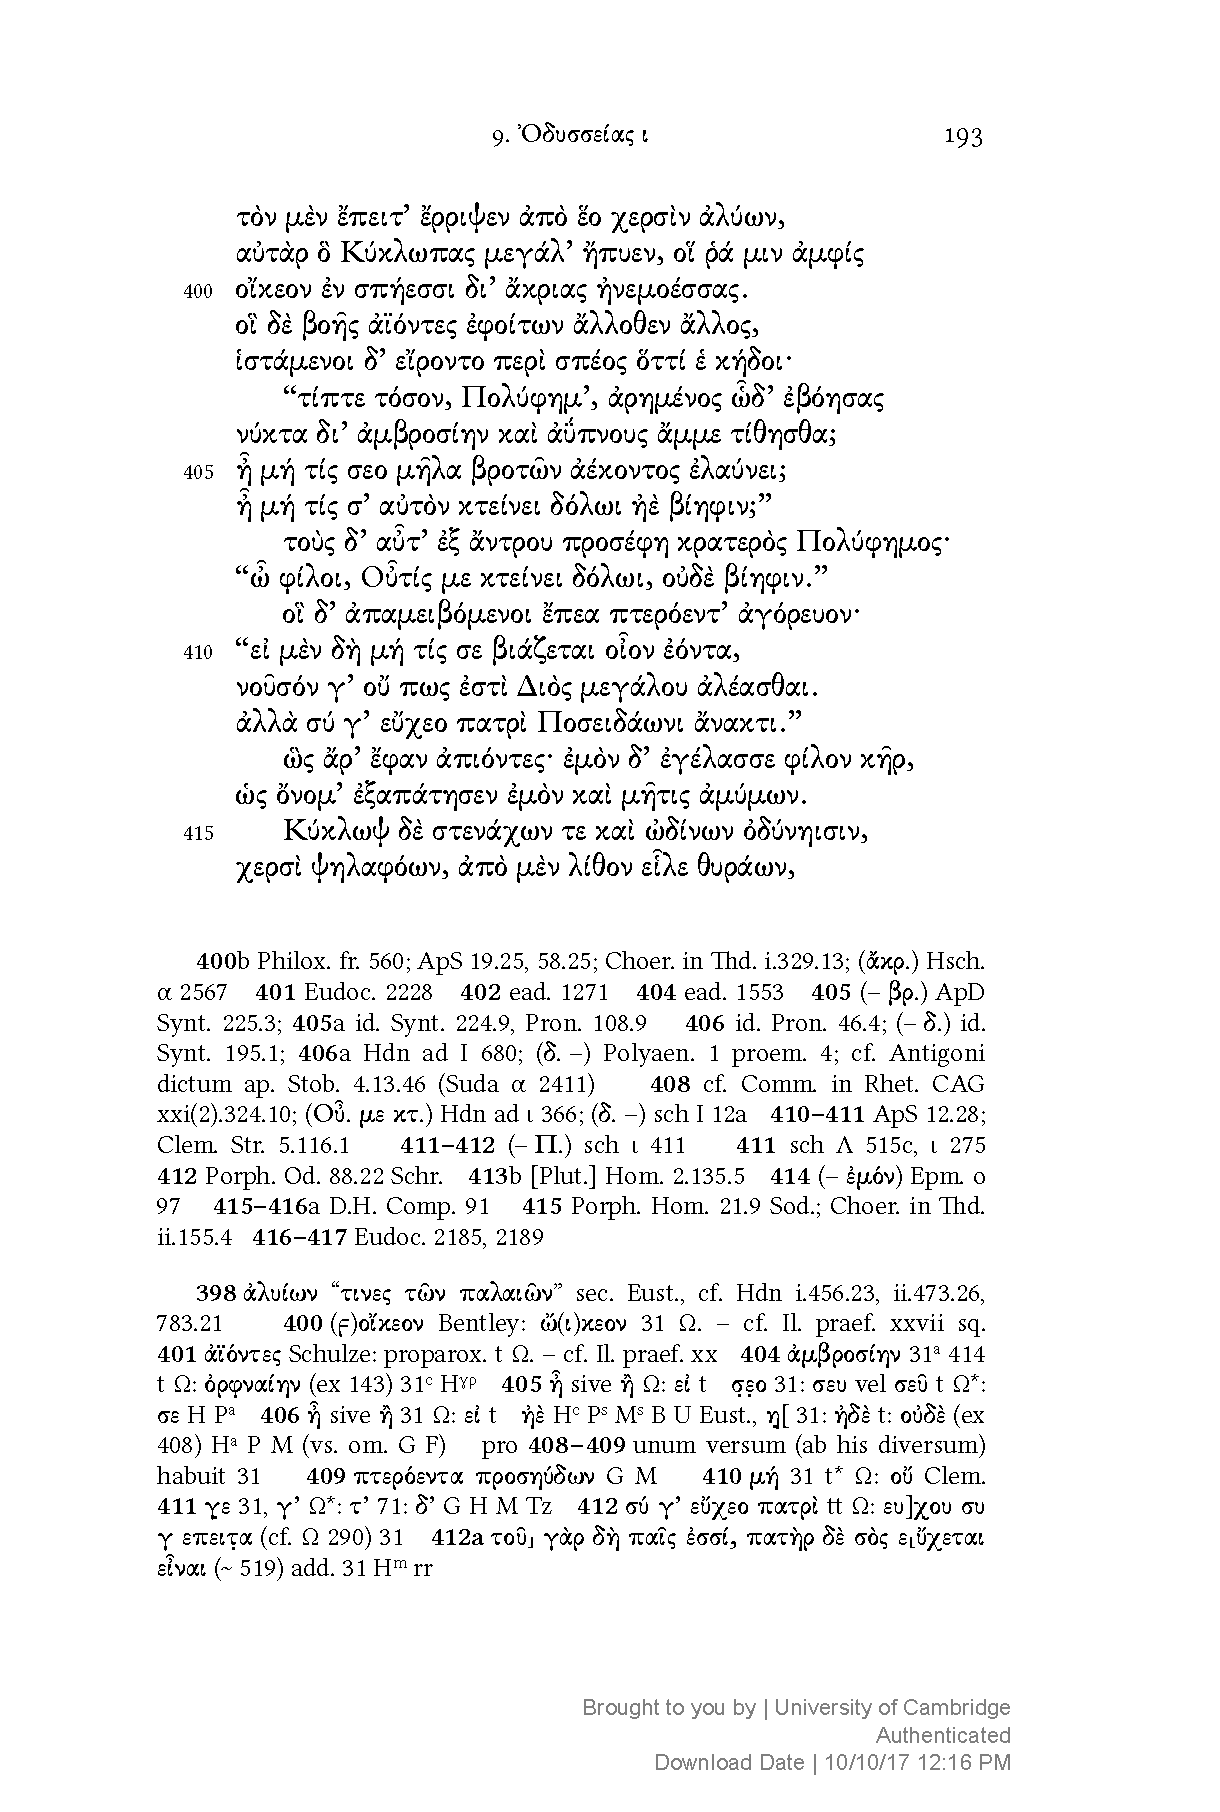 9. Ὀδυσσείας ι 193
τὸν μὲν ἔπειτ’ ἔρριψεν ἀπὸ ἕο χερσὶν ἀλύων,
αὐτὰρ ὃ Κύκλωπας μεγάλ’ ἤπυεν, οἵ ῥά μιν ἀμφίς
400 οἴκεον ἐν σπήεσσι δι’ ἄκριας ἠνεμοέσσας.
οἳ δὲ βοῆς ἀϊόντες ἐφοίτων ἄλλοθεν ἄλλος,
ἱστάμενοι δ’ εἴροντο περὶ σπέος ὅττί ἑ κήδοι·
“τίπτε τόσον, Πολύφημ’, ἀρημένος ὧδ’ ἐβόησας
νύκτα δι’ ἀμβροσίην καὶ ἀΰπνους ἄμμε τίθησθα;
405 ἦ μή τίς σεο μῆλα βροτῶν ἀέκοντος ἐλαύνει;
ἦ μή τίς σ’ αὐτὸν κτείνει δόλωι ἠὲ βίηφιν;”
τοὺς δ’ αὖτ’ ἐξ ἄντρου προσέφη κρατερὸς Πολύφημος·
“ὦ φίλοι, Οὖτίς με κτείνει δόλωι, οὐδὲ βίηφιν.”
οἳ δ’ ἀπαμειβόμενοι ἔπεα πτερόεντ’ ἀγόρευον·
410 “εἰ μὲν δὴ μή τίς σε βιάζεται οἶον ἐόντα,
νοῦσόν γ’ οὔ πως ἐστὶ Διὸς μεγάλου ἀλέασθαι.
ἀλλὰ σύ γ’ εὔχεο πατρὶ Ποσειδάωνι ἄνακτι.”
ὣς ἄρ’ ἔφαν ἀπιόντες· ἐμὸν δ’ ἐγέλασσε φίλον κῆρ,
ὡς ὄνομ’ ἐξαπάτησεν ἐμὸν καὶ μῆτις ἀμύμων.
415 Κύκλωψ δὲ στενάχων τε καὶ ὠδίνων ὀδύνηισιν,
χερσὶ ψηλαφόων, ἀπὸ μὲν λίθον εἷλε θυράων,
400b Philox. fr. 560; ApS 19.25, 58.25; Choer. in Thd. i.329.13; (ἄκρ.) Hsch.
α 2567 401 Eudoc. 2228 402 ead. 1271 404 ead. 1553 405 (– βρ.) ApD
Synt. 225.3; 405a id. Synt. 224.9, Pron. 108.9 406 id. Pron. 46.4; (– δ.) id.
Synt. 195.1; 406a Hdn ad I 680; (δ. –) Polyaen. 1 proem. 4; cf. Antigoni
dictum ap. Stob. 4.13.46 (Suda α 2411) 408 cf. Comm. in Rhet. CAG
xxi(2).324.10; (Οὖ. με κτ.) Hdn ad ι 366; (δ. –) sch I 12a 410–411 ApS 12.28;
Clem. Str. 5.116.1 411–412 (– Π.) sch ι 411 411 sch Λ 515c, ι 275
412 Porph. Od. 88.22 Schr. 413b [Plut.] Hom. 2.135.5 414 (– ἐμόν) Epm. ο
97 415–416a D.H. Comp. 91 415 Porph. Hom. 21.9 Sod.; Choer. in Thd.
ii.155.4 416–417 Eudoc. 2185, 2189
398 ἀλυίων “τινες τῶν παλαιῶν” sec. Eust., cf. Hdn i.456.23, ii.473.26,
783.21 400 (ϝ)οίκεον Bentley: ᾤ(ι)κεον 31 Ω. – cf. Il. praef. xxvii sq.
401 ἀϊόντες Schulze: proparox. t Ω. – cf. Il. praef. xx 404 ἀμβροσίην 31ᵃ 414
t Ω: ὀρφναίην (ex 143) 31ᶜ Hᵞᵖ 405 ἦ sive ἢ Ω: εἰ t σ̣ε̣ο 31: σευ vel σεῦ t Ω*:
σε H Pᵃ 406 ἦ sive ἢ 31 Ω: εἰ t ἠὲ Hᶜ Pˢ Mˢ B U Eust., η̣[ 31: ἠδὲ t: οὐδὲ (ex
408) Hᵃ P M (vs. om. G F) pro 408–409 unum versum (ab his diversum)
habuit 31 409 πτερόεντα προσηύδων G M 410 μή 31 t* Ω: οὔ Clem.
411 γ̣ε 31, γ’ Ω*: τ’ 71: δ’ G H M Tz 412 σύ γ’ εὔχεο πατρὶ tt Ω: ευ]χου συ
γ επειτ̣α (cf. Ω 290) 31 412a τοῦ⌟ γὰρ δὴ παῖς ἐσσί, πατὴρ δὲ σὸς ε⌞ὔχεται
εἶναι (~ 519) add. 31 Hᵐ rr
Brought to you by | University of Cambridge
Authenticated
Download Date | 10/10/17 12:16 PM